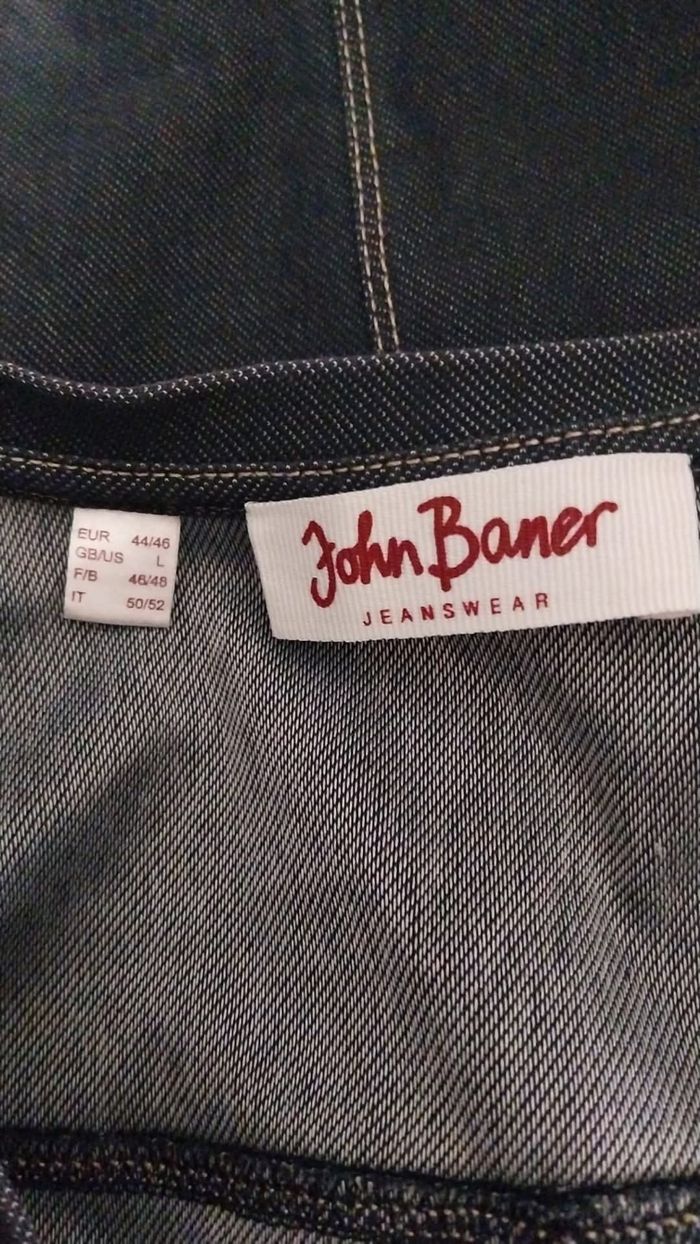 EUR 44/46
GB/US L
F/B 46/48
IT 50/52
John Baner
JEANSWEAR